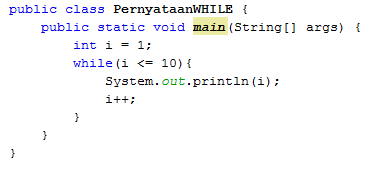 public class PernyataanWHILE {
    public static void main(String[] args) {
        int i = 1;
        while(i <= 10){
            System.out.println(i);
            i++;
        }
    }
}